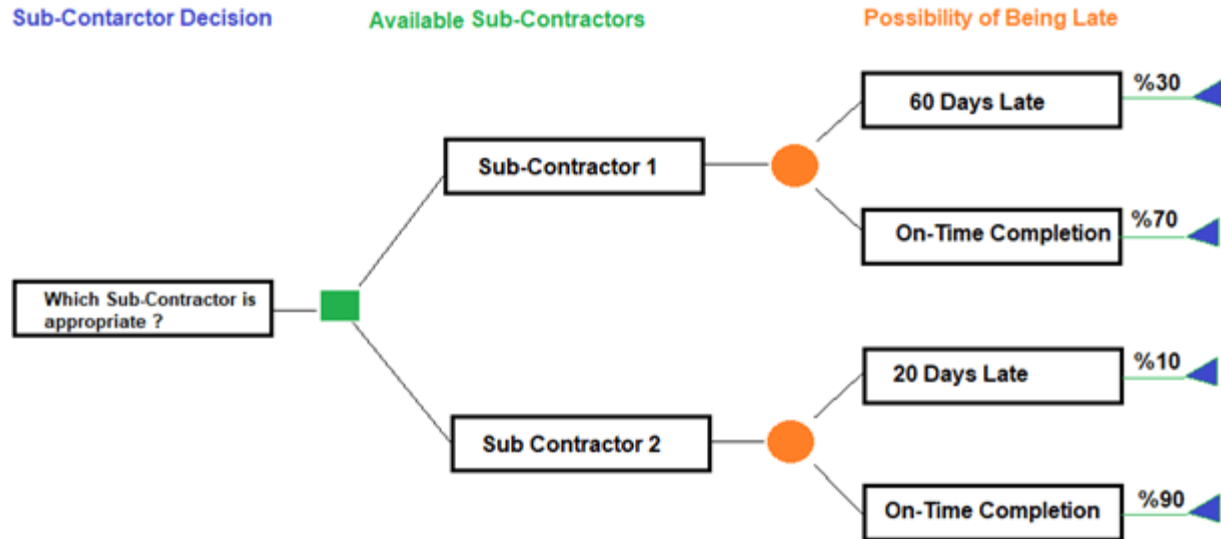 Sub-Contarctor Decision
Available Sub-Contractors
Possibility of Being Late
60 Days Late
%30
Sub-Contractor 1
On-Time Completion
%70
Which Sub-Contractor is
appropriate ?
20 Days Late
%10
Sub Contractor 2
On-Time Completion
%90